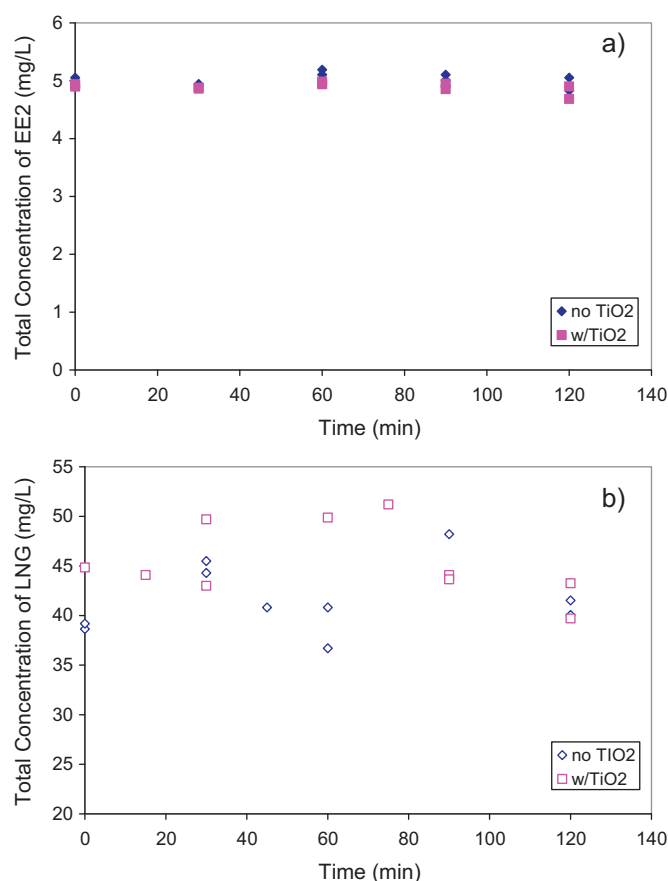 a)
Total Concentration of EE2 (mg/L)
6
5
4
3
2
1
0
no TiO2
w/TiO2
0 20 40 60 80 100 120 140
Time (min)
b)
Total Concentration of LNG (mg/L)
55
50
45
40
35
30
25
20
no TIO2
w/TiO2
0 20 40 60 80 100 120 140
Time (min)